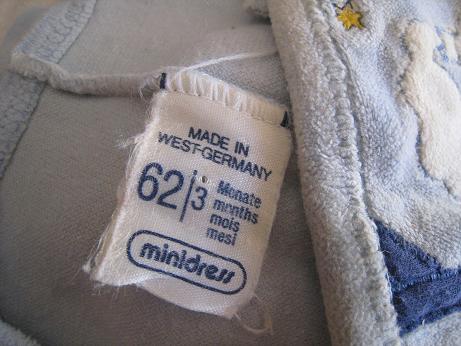 MADE IN
WEST-GERMANY
62/3 Monate
months
mois
mesi
minidress